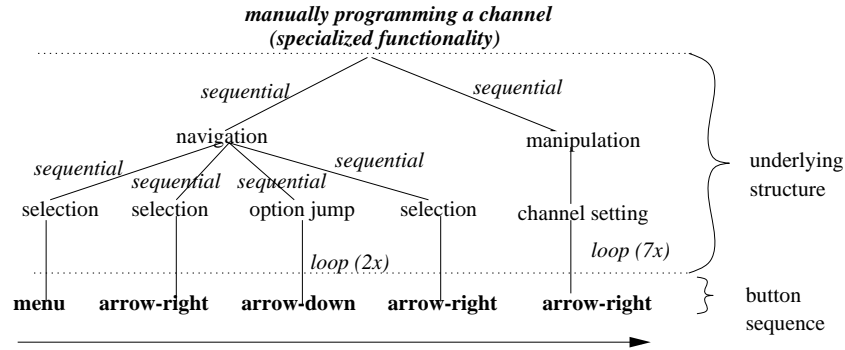 manually programming a channel
(specialized functionality)
sequential
sequential
navigation
manipulation
sequential
sequential
sequential
sequential
underlying
structure
selection
selection
option jump
selection
channel setting
loop (2x)
loop (7x)
menu
arrow-right
arrow-down
arrow-right
arrow-right
button
sequence